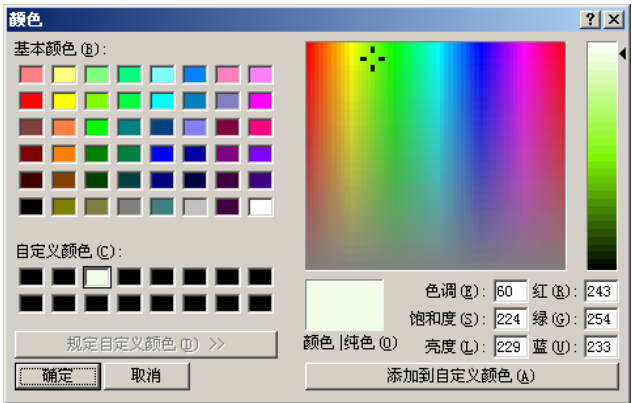 颜色
基本颜色(B):
自定义颜色(C):
规定自定义颜色(D) >>
确定 取消
颜色|纯色(O)
色调(E): 60 红(R): 243
饱和度(S): 224 绿(G): 254
亮度(L): 229 蓝(U): 233
添加到自定义颜色(A)